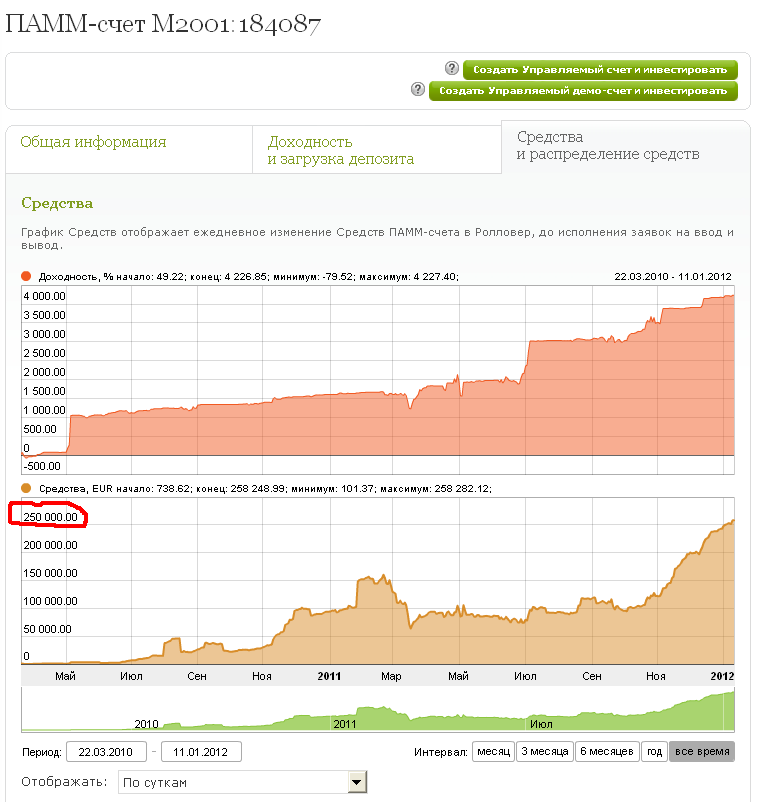 ПАММ-счет M2001:184087
? Создать Управляемый счет и инвестировать
? Создать Управляемый демо-счет и инвестировать
Общая информация
Доходность
и загрузка депозита
Средства
и распределение средств
Средства
График Средств отображает ежедневное изменение Средств ПАММ-счета в Ролловер, до исполнения заявок на ввод и
вывод.
Доходность, % начало: 49.22; конец: 4 226.85; минимум: -79.52; максимум: 4 227.40; 22.03.2010 - 11.01.2012
4 000.00
3 500.00
3 000.00
2 500.00
2 000.00
1 500.00
1 000.00
500.00
0
-500.00
Средства, EUR начало: 738.62; конец: 258 248.99; минимум: 101.37; максимум: 258 282.12;
250 000.00
200 000.00
150 000.00
100 000.00
50 000.00
0
Май Июл Сен Ноя 2011 Мар Май Июл Сен Ноя 2012
2010 2011 Июл
Период: 22.03.2010 - 11.01.2012 Интервал: месяц 3 месяца 6 месяцев год все время
Отображать: По суткам